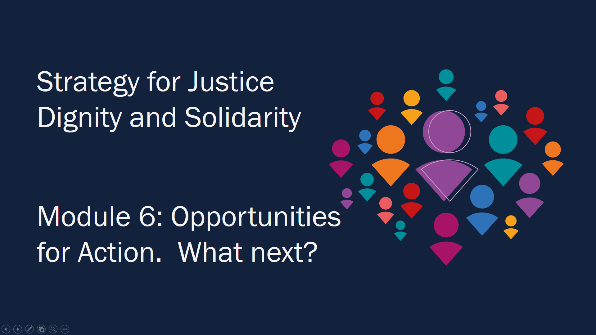 Strategy for Justice
Dignity and Solidarity
Module 6: Opportunities
for Action.  What next?